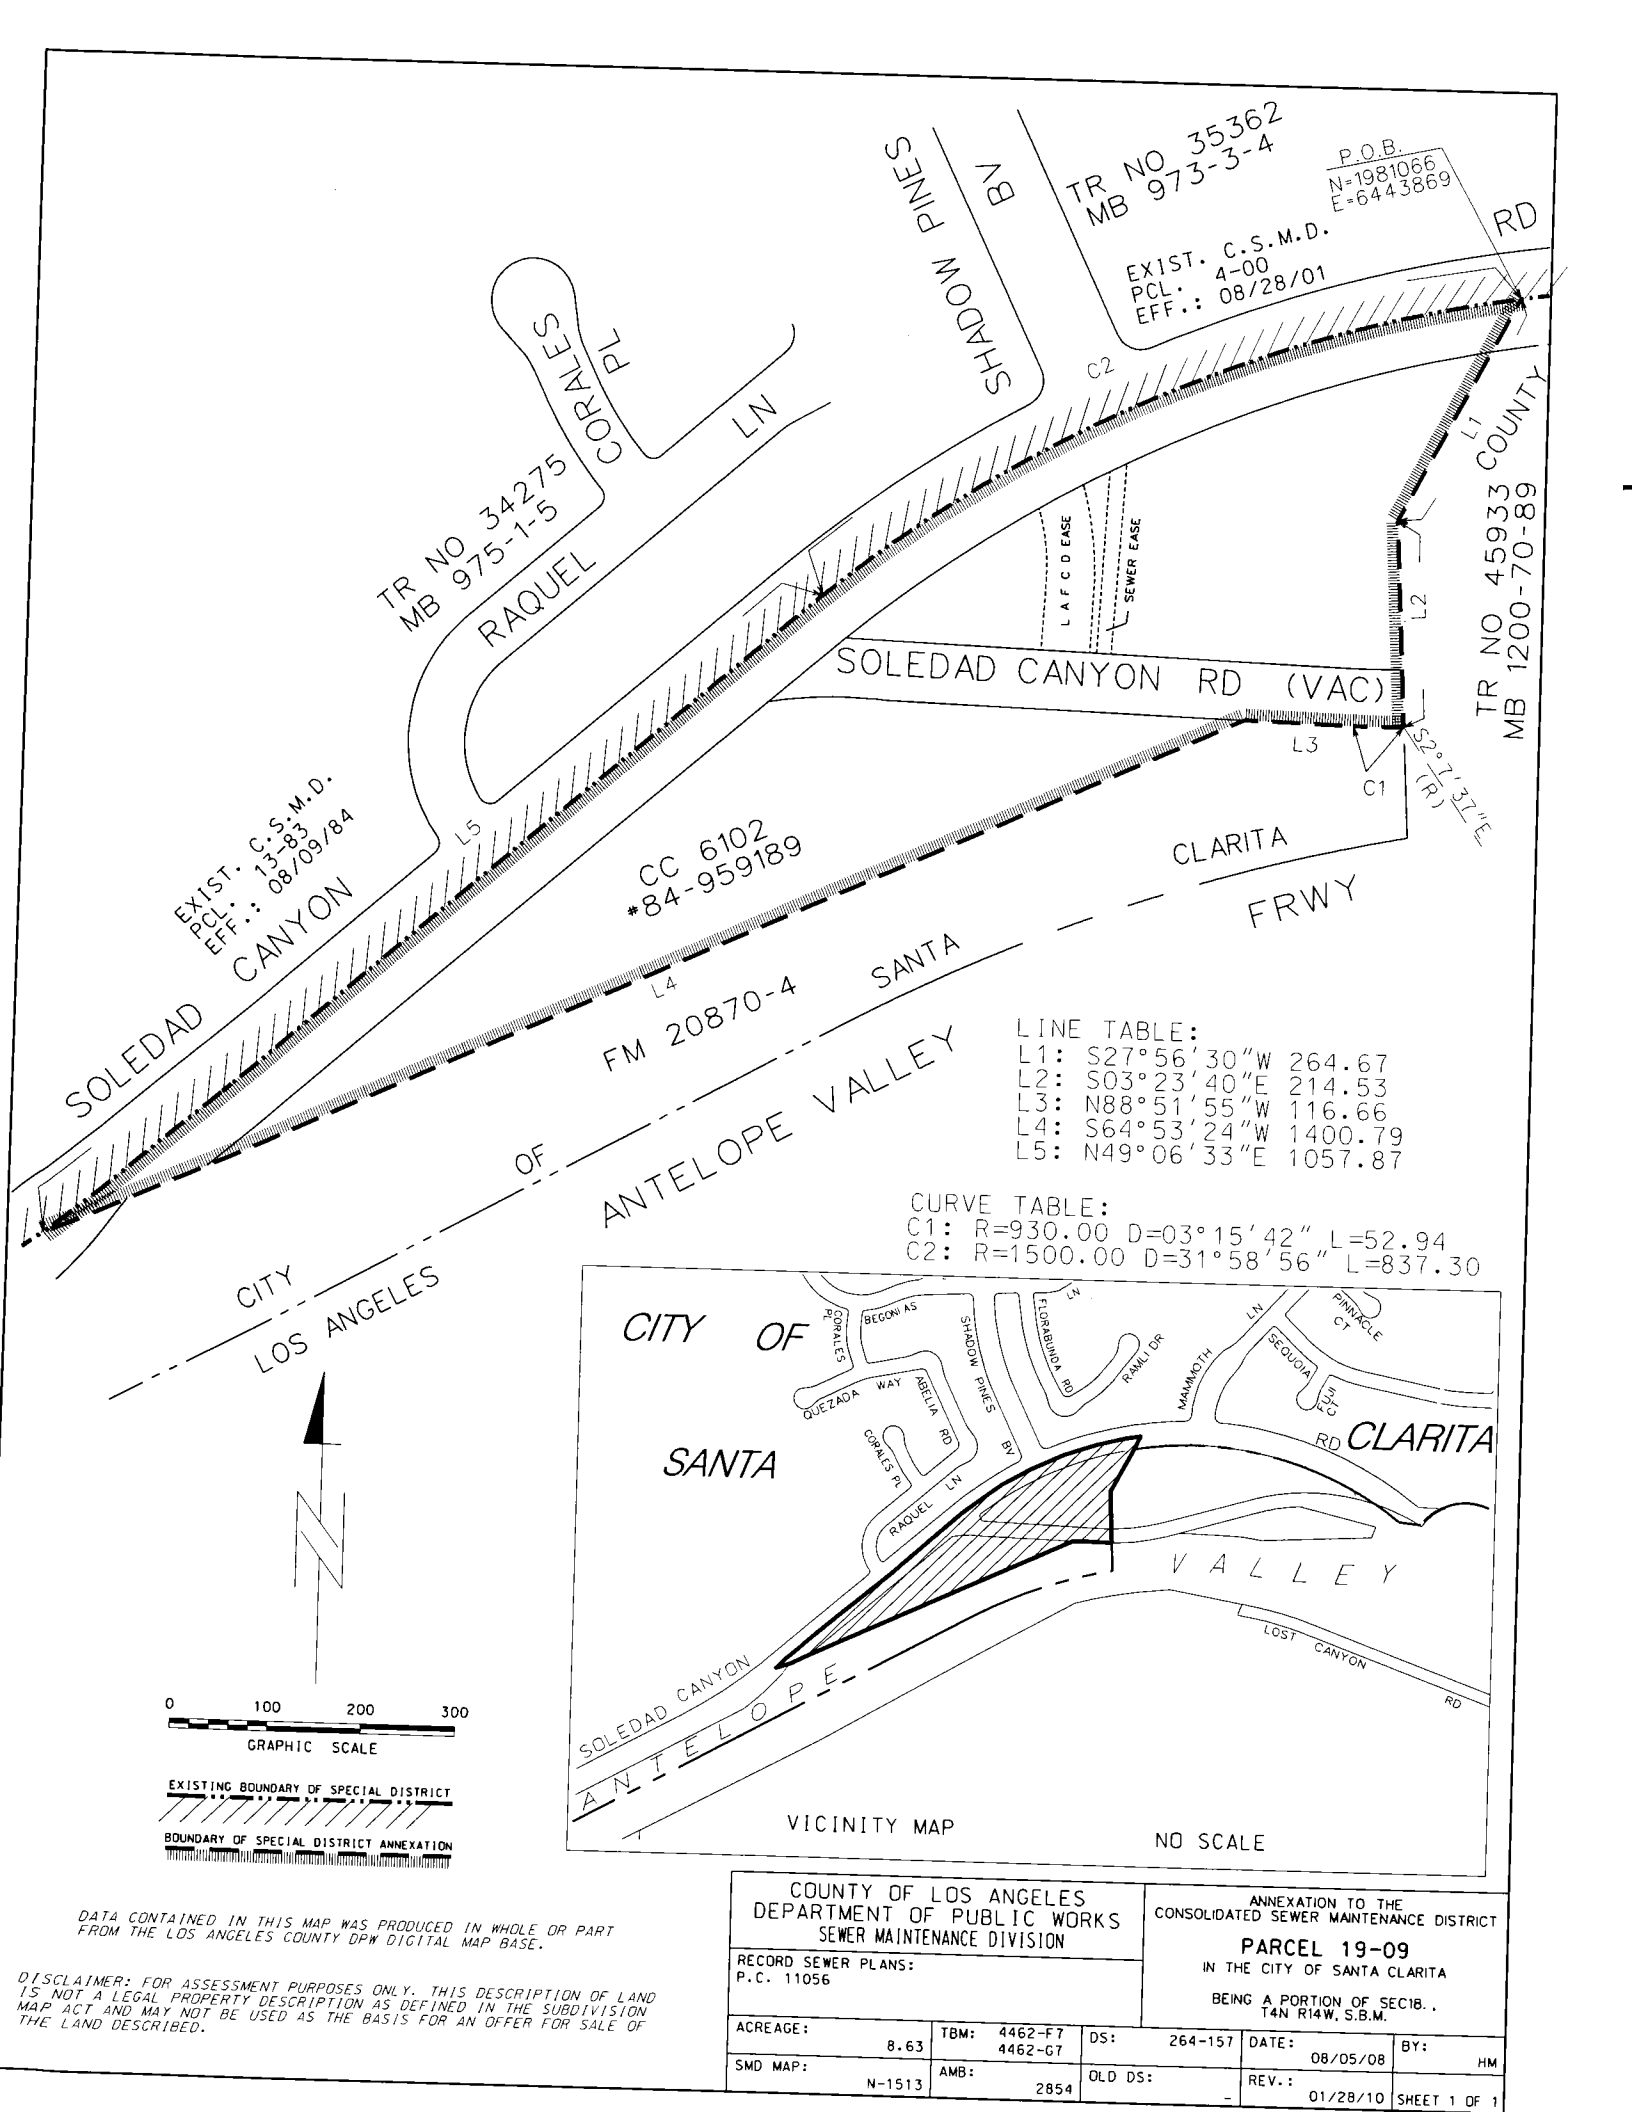 SHADOW PINES
BV
TR NO 35362
MB 973-3-4
P.O.B.
N=1981066
E=6443869
RD
EXIST. C.S.M.D.
PCL. 4-00
EFF.: 08/28/01
C2
CORALES
PL
LN
RAQUEL
TR NO 34275
MB 975-1-5
L1
COUNTY
TR NO 45933
MB 1200-70-89
L2
L A F C D EASE
SEWER EASE
SOLEDAD CANYON RD (VAC)
L3
C1
S2°7'37"E
(R)
L5
EXIST. C.S.M.D.
PCL. 13-83
EFF.: 08/09/84
SOLEDAD CANYON
CC 6102
*84-959189
L4
FM 20870-4
CITY OF SANTA CLARITA
LOS ANGELES
ANTELOPE VALLEY FRWY
LINE TABLE:
L1: S27°56'30"W 264.67
L2: S03°23'40"E 214.53
L3: N88°51'55"W 116.66
L4: S64°53'24"W 1400.79
L5: N49°06'33"E 1057.87
CURVE TABLE:
C1: R=930.00 D=03°15'42" L=52.94
C2: R=1500.00 D=31°58'56" L=837.30
N
CITY OF
SANTA
CLARITA
CORALES PL
BEGONIAS
SHADOW PINES BV
FLORABUNDA RD
LN
RAMLI DR
MAMMOTH LN
PINNACLE CT
SEQUOIA
FUJI CT
QUEZADA WAY
ABELIA RD
CORALES PL
RAQUEL LN
RD
SOLEDAD CANYON
ANTELOPE VALLEY
LOST CANYON RD
VICINITY MAP
NO SCALE
0 100 200 300
GRAPHIC SCALE
EXISTING BOUNDARY OF SPECIAL DISTRICT
BOUNDARY OF SPECIAL DISTRICT ANNEXATION
DATA CONTAINED IN THIS MAP WAS PRODUCED IN WHOLE OR PART
FROM THE LOS ANGELES COUNTY DPW DIGITAL MAP BASE.
DISCLAIMER: FOR ASSESSMENT PURPOSES ONLY. THIS DESCRIPTION OF LAND
IS NOT A LEGAL PROPERTY DESCRIPTION AS DEFINED IN THE SUBDIVISION
MAP ACT AND MAY NOT BE USED AS THE BASIS FOR AN OFFER FOR SALE OF
THE LAND DESCRIBED.
COUNTY OF LOS ANGELES
DEPARTMENT OF PUBLIC WORKS
SEWER MAINTENANCE DIVISION
RECORD SEWER PLANS:
P.C. 11056
ANNEXATION TO THE
CONSOLIDATED SEWER MAINTENANCE DISTRICT
PARCEL 19-09
IN THE CITY OF SANTA CLARITA
BEING A PORTION OF SEC18.,
T4N R14W, S.B.M.
ACREAGE: 8.63
TBM: 4462-F7
4462-G7
DS: 264-157
DATE: 08/05/08
BY: HM
SMD MAP: N-1513
AMB: 2854
OLD DS: -
REV.: 01/28/10
SHEET 1 OF 1